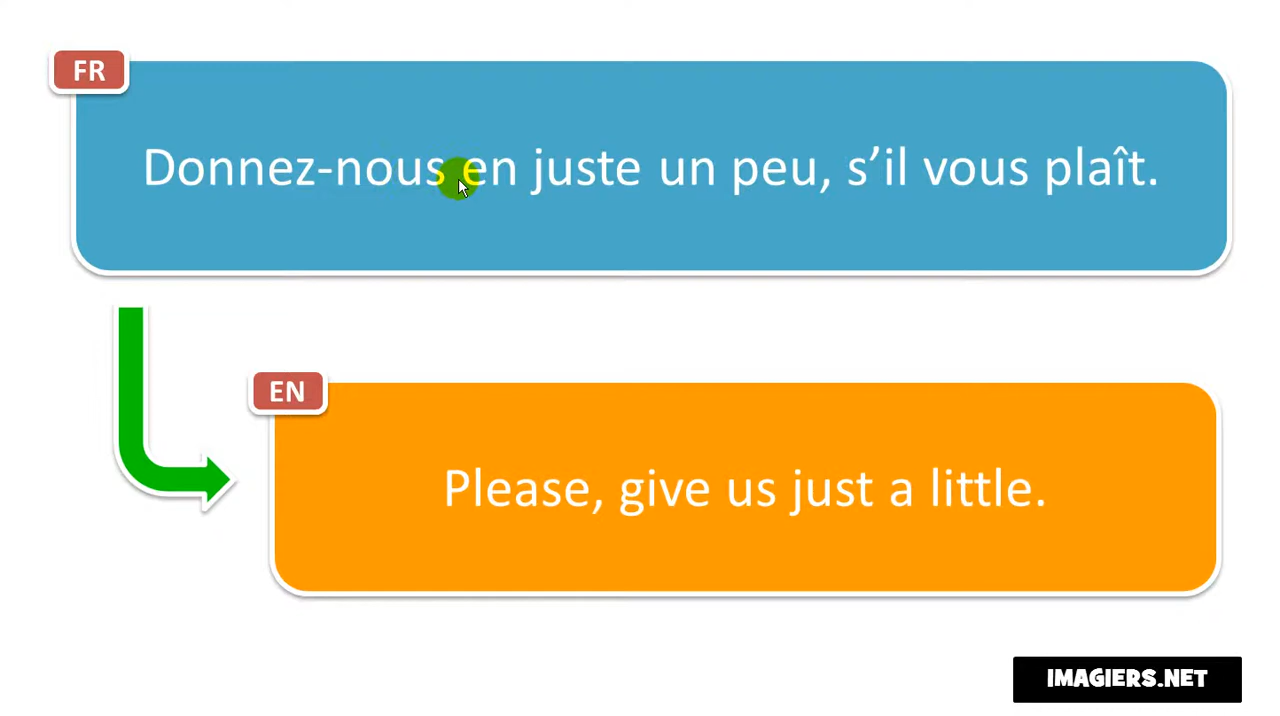 FR
Donnez-nous en juste un peu, s’il vous plaît.
EN
Please, give us just a little.
IMAGIERS.NET